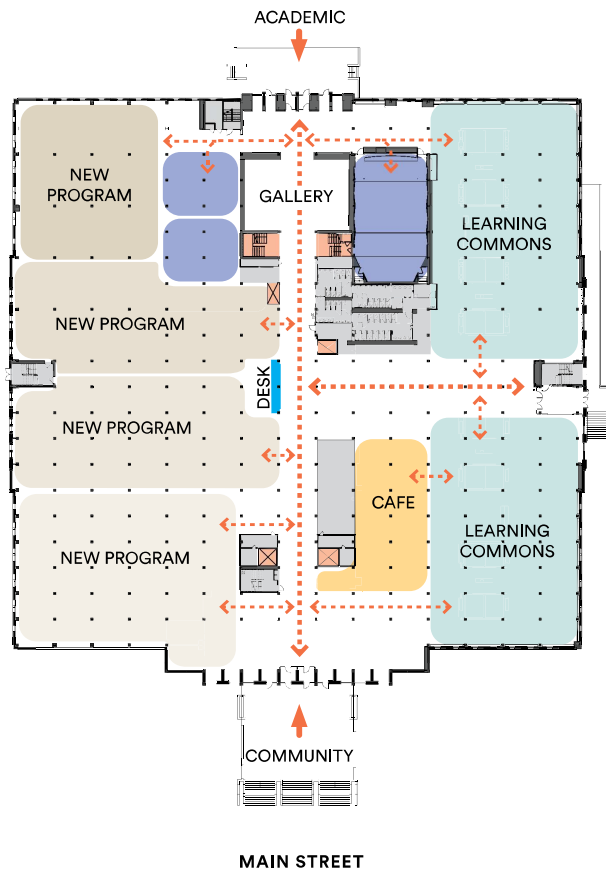 ACADEMIC
NEW
PROGRAM
GALLERY
LEARNING
COMMONS
NEW PROGRAM
DESK
NEW PROGRAM
CAFE
NEW PROGRAM
LEARNING
COMMONS
COMMUNITY
MAIN STREET